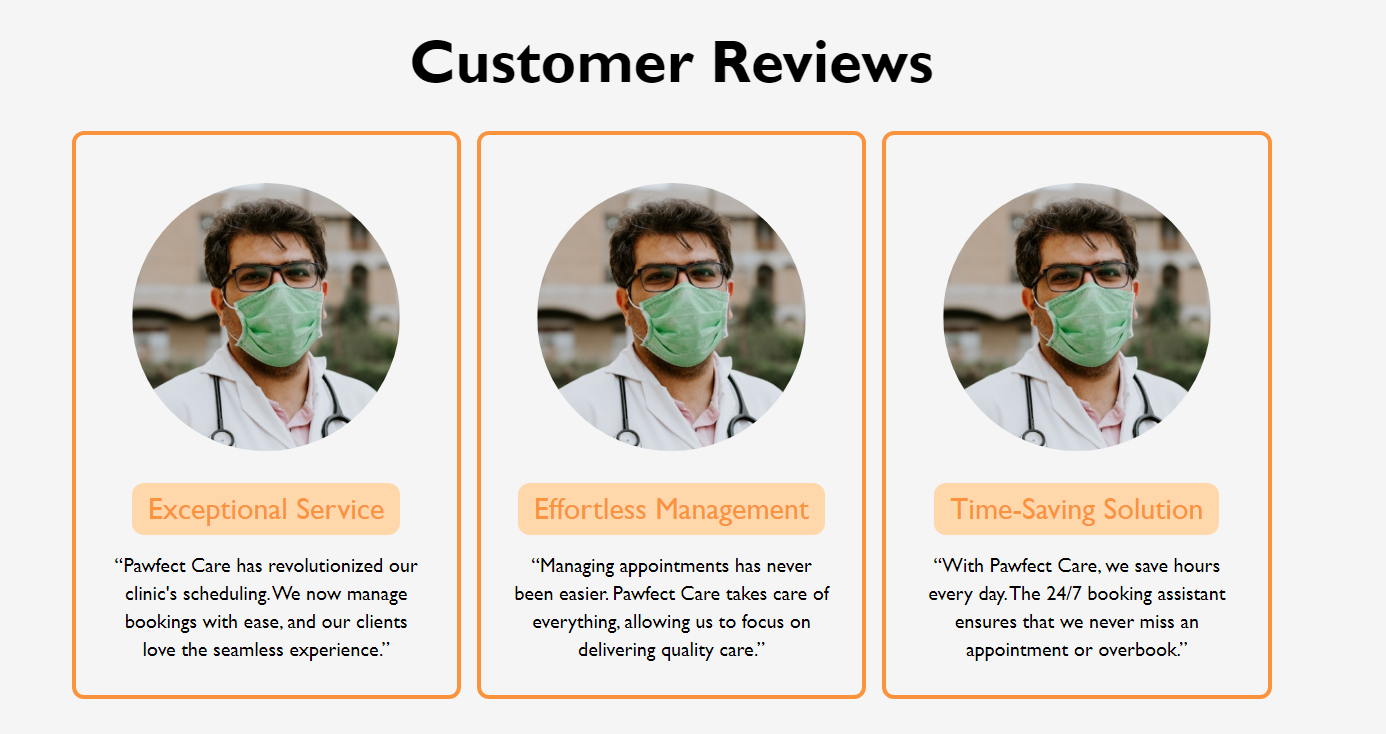 Customer Reviews
Exceptional Service
“Pawfect Care has revolutionized our
clinic's scheduling. We now manage
bookings with ease, and our clients
love the seamless experience.”
Effortless Management
“Managing appointments has never
been easier. Pawfect Care takes care of
everything, allowing us to focus on
delivering quality care.”
Time-Saving Solution
“With Pawfect Care, we save hours
every day. The 24/7 booking assistant
ensures that we never miss an
appointment or overbook.”